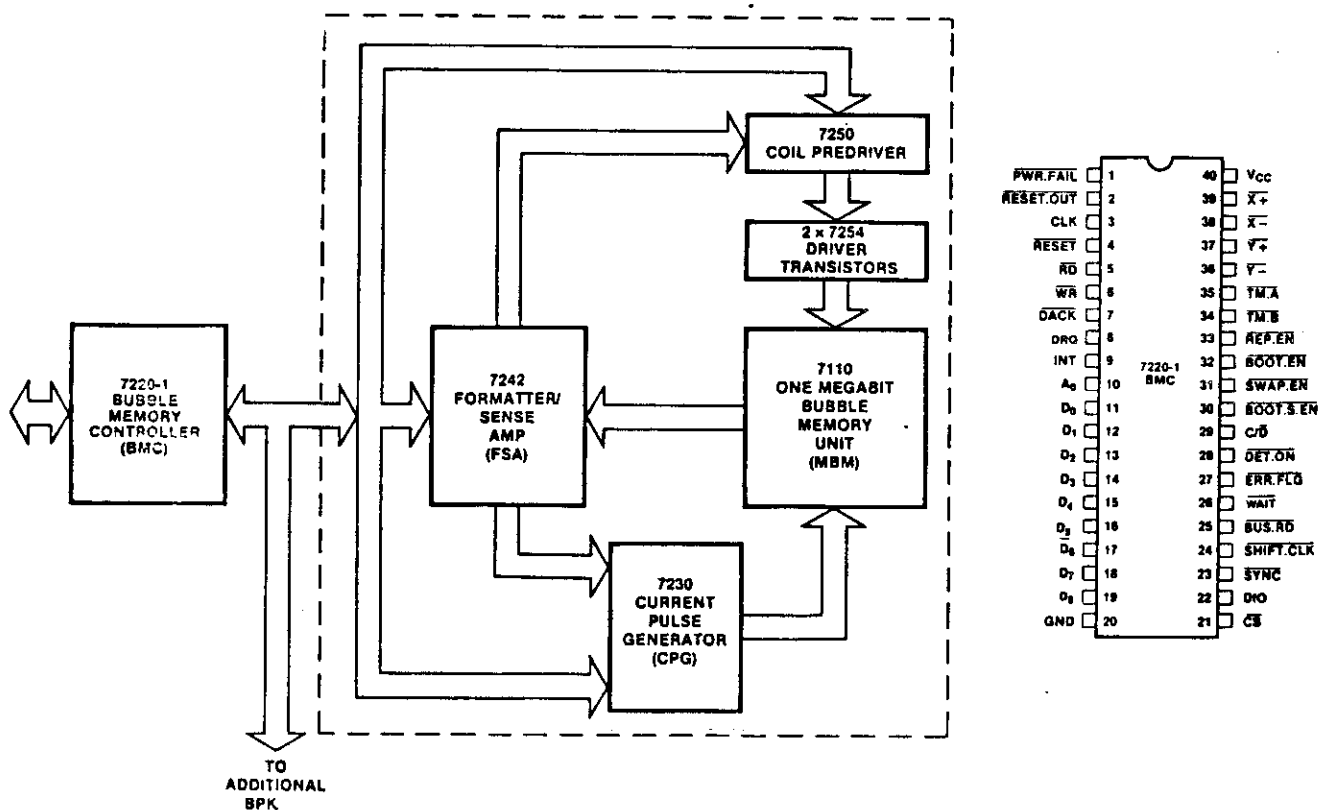 7250
COIL PREDRIVER
2 x 7254
DRIVER
TRANSISTORS
7220-1
BUBBLE
MEMORY
CONTROLLER
(BMC)
7242
FORMATTER/
SENSE
AMP
(FSA)
7110
ONE MEGABIT
BUBBLE
MEMORY
UNIT
(MBM)
7230
CURRENT
PULSE
GENERATOR
(CPG)
TO
ADDITIONAL
BPK
7220-1
BMC
PWR.FAIL 1
RESET.OUT 2
CLK 3
RESET 4
RD 5
WR 6
DACK 7
DRQ 8
INT 9
A0 10
D0 11
D1 12
D2 13
D3 14
D4 15
D5 16
D6 17
D7 18
D8 19
GND 20
40 VCC
39 X+
38 X-
37 Y+
36 Y-
35 TM.A
34 TM.B
33 REP.EN
32 BOOT.EN
31 SWAP.EN
30 BOOT.S.EN
29 C/D
28 DET.ON
27 ERR.FLG
26 WAIT
25 BUS.RD
24 SHIFT.CLK
23 SYNC
22 DIO
21 CS